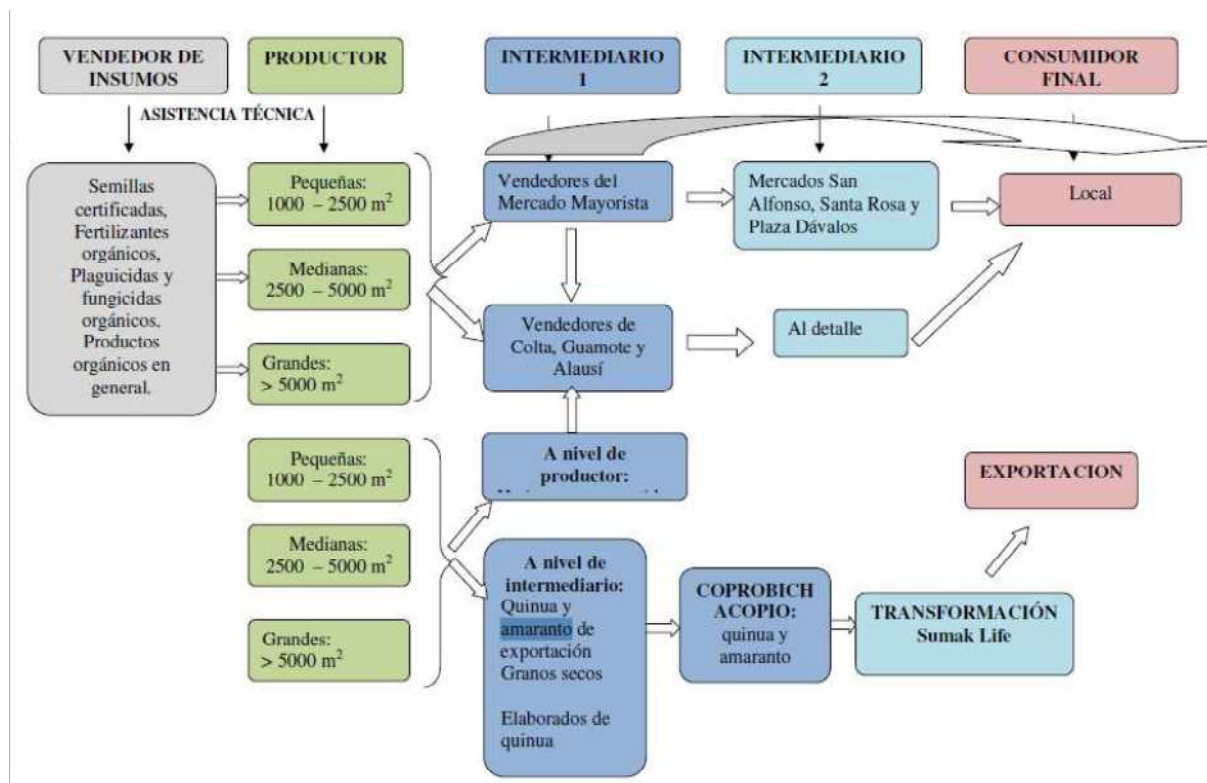 VENDEDOR DE
INSUMOS
PRODUCTOR
INTERMEDIARIO
1
INTERMEDIARIO
2
CONSUMIDOR
FINAL
ASISTENCIA TÉCNICA
Semillas
certificadas,
Fertilizantes
orgánicos,
Plaguicidas y
fungicidas
orgánicos.
Productos
orgánicos en
general.
Pequeñas:
1000 – 2500 m²
Medianas:
2500 – 5000 m²
Grandes:
> 5000 m²
Vendedores del
Mercado Mayorista
Mercados San
Alfonso, Santa Rosa y
Plaza Dávalos
Local
Vendedores de
Colta, Guamote y
Alausí
Al detalle
Pequeñas:
1000 – 2500 m²
Medianas:
2500 – 5000 m²
Grandes:
> 5000 m²
A nivel de
productor:
A nivel de
intermediario:
Quinua y
amaranto de
exportación
Granos secos
Elaborados de
quinua
COPROBICH
ACOPIO:
quinua y
amaranto
TRANSFORMACIÓN
Sumak Life
EXPORTACION